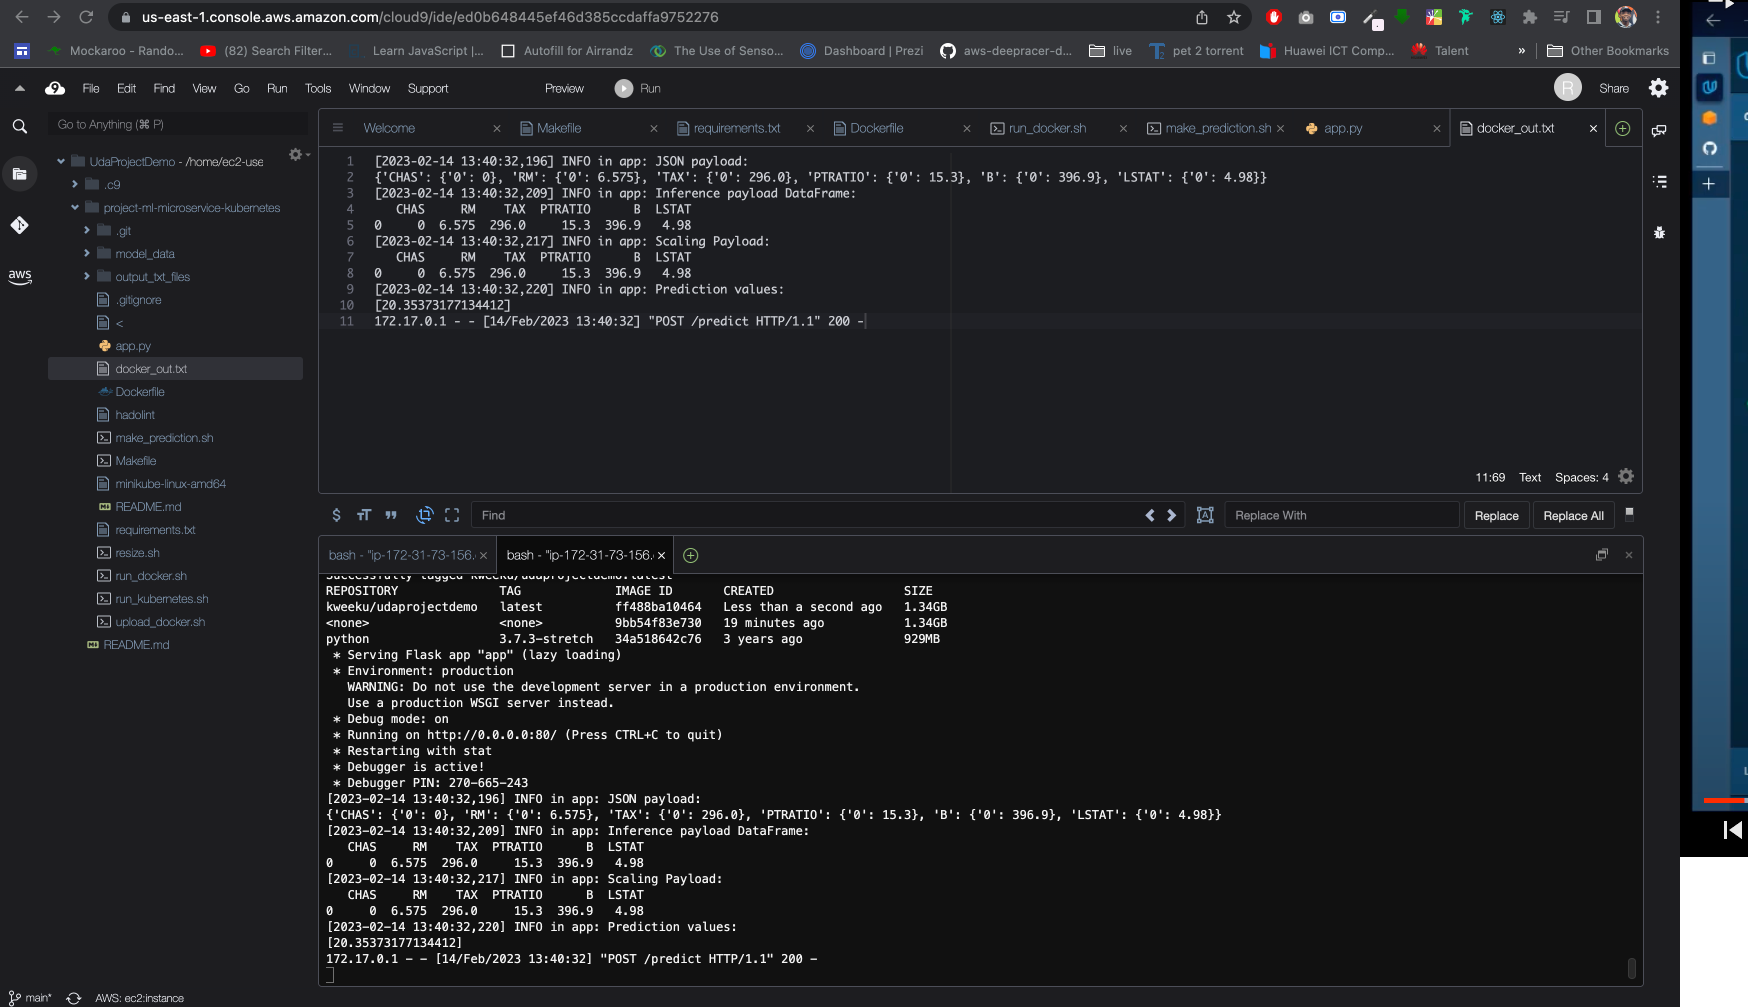 us-east-1.console.aws.amazon.com/cloud9/ide/ed0b648445ef46d385ccdaffa9752276
Mockaroo - Rando... (82) Search Filter... Learn JavaScript |... Autofill for Airrandz The Use of Senso... Dashboard | Prezi aws-deepracer-d... live pet 2 torrent Huawei ICT Comp... Talent » Other Bookmarks
9 File Edit Find View Go Run Tools Window Support Preview Run R Share
Go to Anything (⌘ P)
Welcome Makefile requirements.txt Dockerfile run_docker.sh make_prediction.sh app.py docker_out.txt
UdaProjectDemo - /home/ec2-use
.c9
project-ml-microservice-kubernetes
.git
model_data
output_txt_files
.gitignore
<
app.py
docker_out.txt
Dockerfile
hadolint
make_prediction.sh
Makefile
minikube-linux-amd64
README.md
requirements.txt
resize.sh
run_docker.sh
run_kubernetes.sh
upload_docker.sh
README.md
aws
1 [2023-02-14 13:40:32,196] INFO in app: JSON payload:
2 {'CHAS': {'0': 0}, 'RM': {'0': 6.575}, 'TAX': {'0': 296.0}, 'PTRATIO': {'0': 15.3}, 'B': {'0': 396.9}, 'LSTAT': {'0': 4.98}}
3 [2023-02-14 13:40:32,209] INFO in app: Inference payload DataFrame:
4    CHAS     RM    TAX  PTRATIO      B  LSTAT
5 0     0  6.575  296.0     15.3  396.9   4.98
6 [2023-02-14 13:40:32,217] INFO in app: Scaling Payload:
7    CHAS     RM    TAX  PTRATIO      B  LSTAT
8 0     0  6.575  296.0     15.3  396.9   4.98
9 [2023-02-14 13:40:32,220] INFO in app: Prediction values:
10 [20.35373177134412]
11 172.17.0.1 - - [14/Feb/2023 13:40:32] "POST /predict HTTP/1.1" 200 -
11:69 Text Spaces: 4
Find Replace With Replace Replace All
bash - "ip-172-31-73-156. bash - "ip-172-31-73-156.
Successfully tagged kweeku/udaprojectdemo:latest
REPOSITORY              TAG             IMAGE ID       CREATED                  SIZE
kweeku/udaprojectdemo   latest          ff488ba10464   Less than a second ago   1.34GB
<none>                  <none>          9bb54f83e730   19 minutes ago           1.34GB
python                  3.7.3-stretch   34a518642c76   3 years ago              929MB
* Serving Flask app "app" (lazy loading)
* Environment: production
WARNING: Do not use the development server in a production environment.
Use a production WSGI server instead.
* Debug mode: on
* Running on http://0.0.0.0:80/ (Press CTRL+C to quit)
* Restarting with stat
* Debugger is active!
* Debugger PIN: 270-665-243
[2023-02-14 13:40:32,196] INFO in app: JSON payload:
{'CHAS': {'0': 0}, 'RM': {'0': 6.575}, 'TAX': {'0': 296.0}, 'PTRATIO': {'0': 15.3}, 'B': {'0': 396.9}, 'LSTAT': {'0': 4.98}}
[2023-02-14 13:40:32,209] INFO in app: Inference payload DataFrame:
   CHAS     RM    TAX  PTRATIO      B  LSTAT
0     0  6.575  296.0     15.3  396.9   4.98
[2023-02-14 13:40:32,217] INFO in app: Scaling Payload:
   CHAS     RM    TAX  PTRATIO      B  LSTAT
0     0  6.575  296.0     15.3  396.9   4.98
[2023-02-14 13:40:32,220] INFO in app: Prediction values:
[20.35373177134412]
172.17.0.1 - - [14/Feb/2023 13:40:32] "POST /predict HTTP/1.1" 200 -
main* AWS: ec2:instance